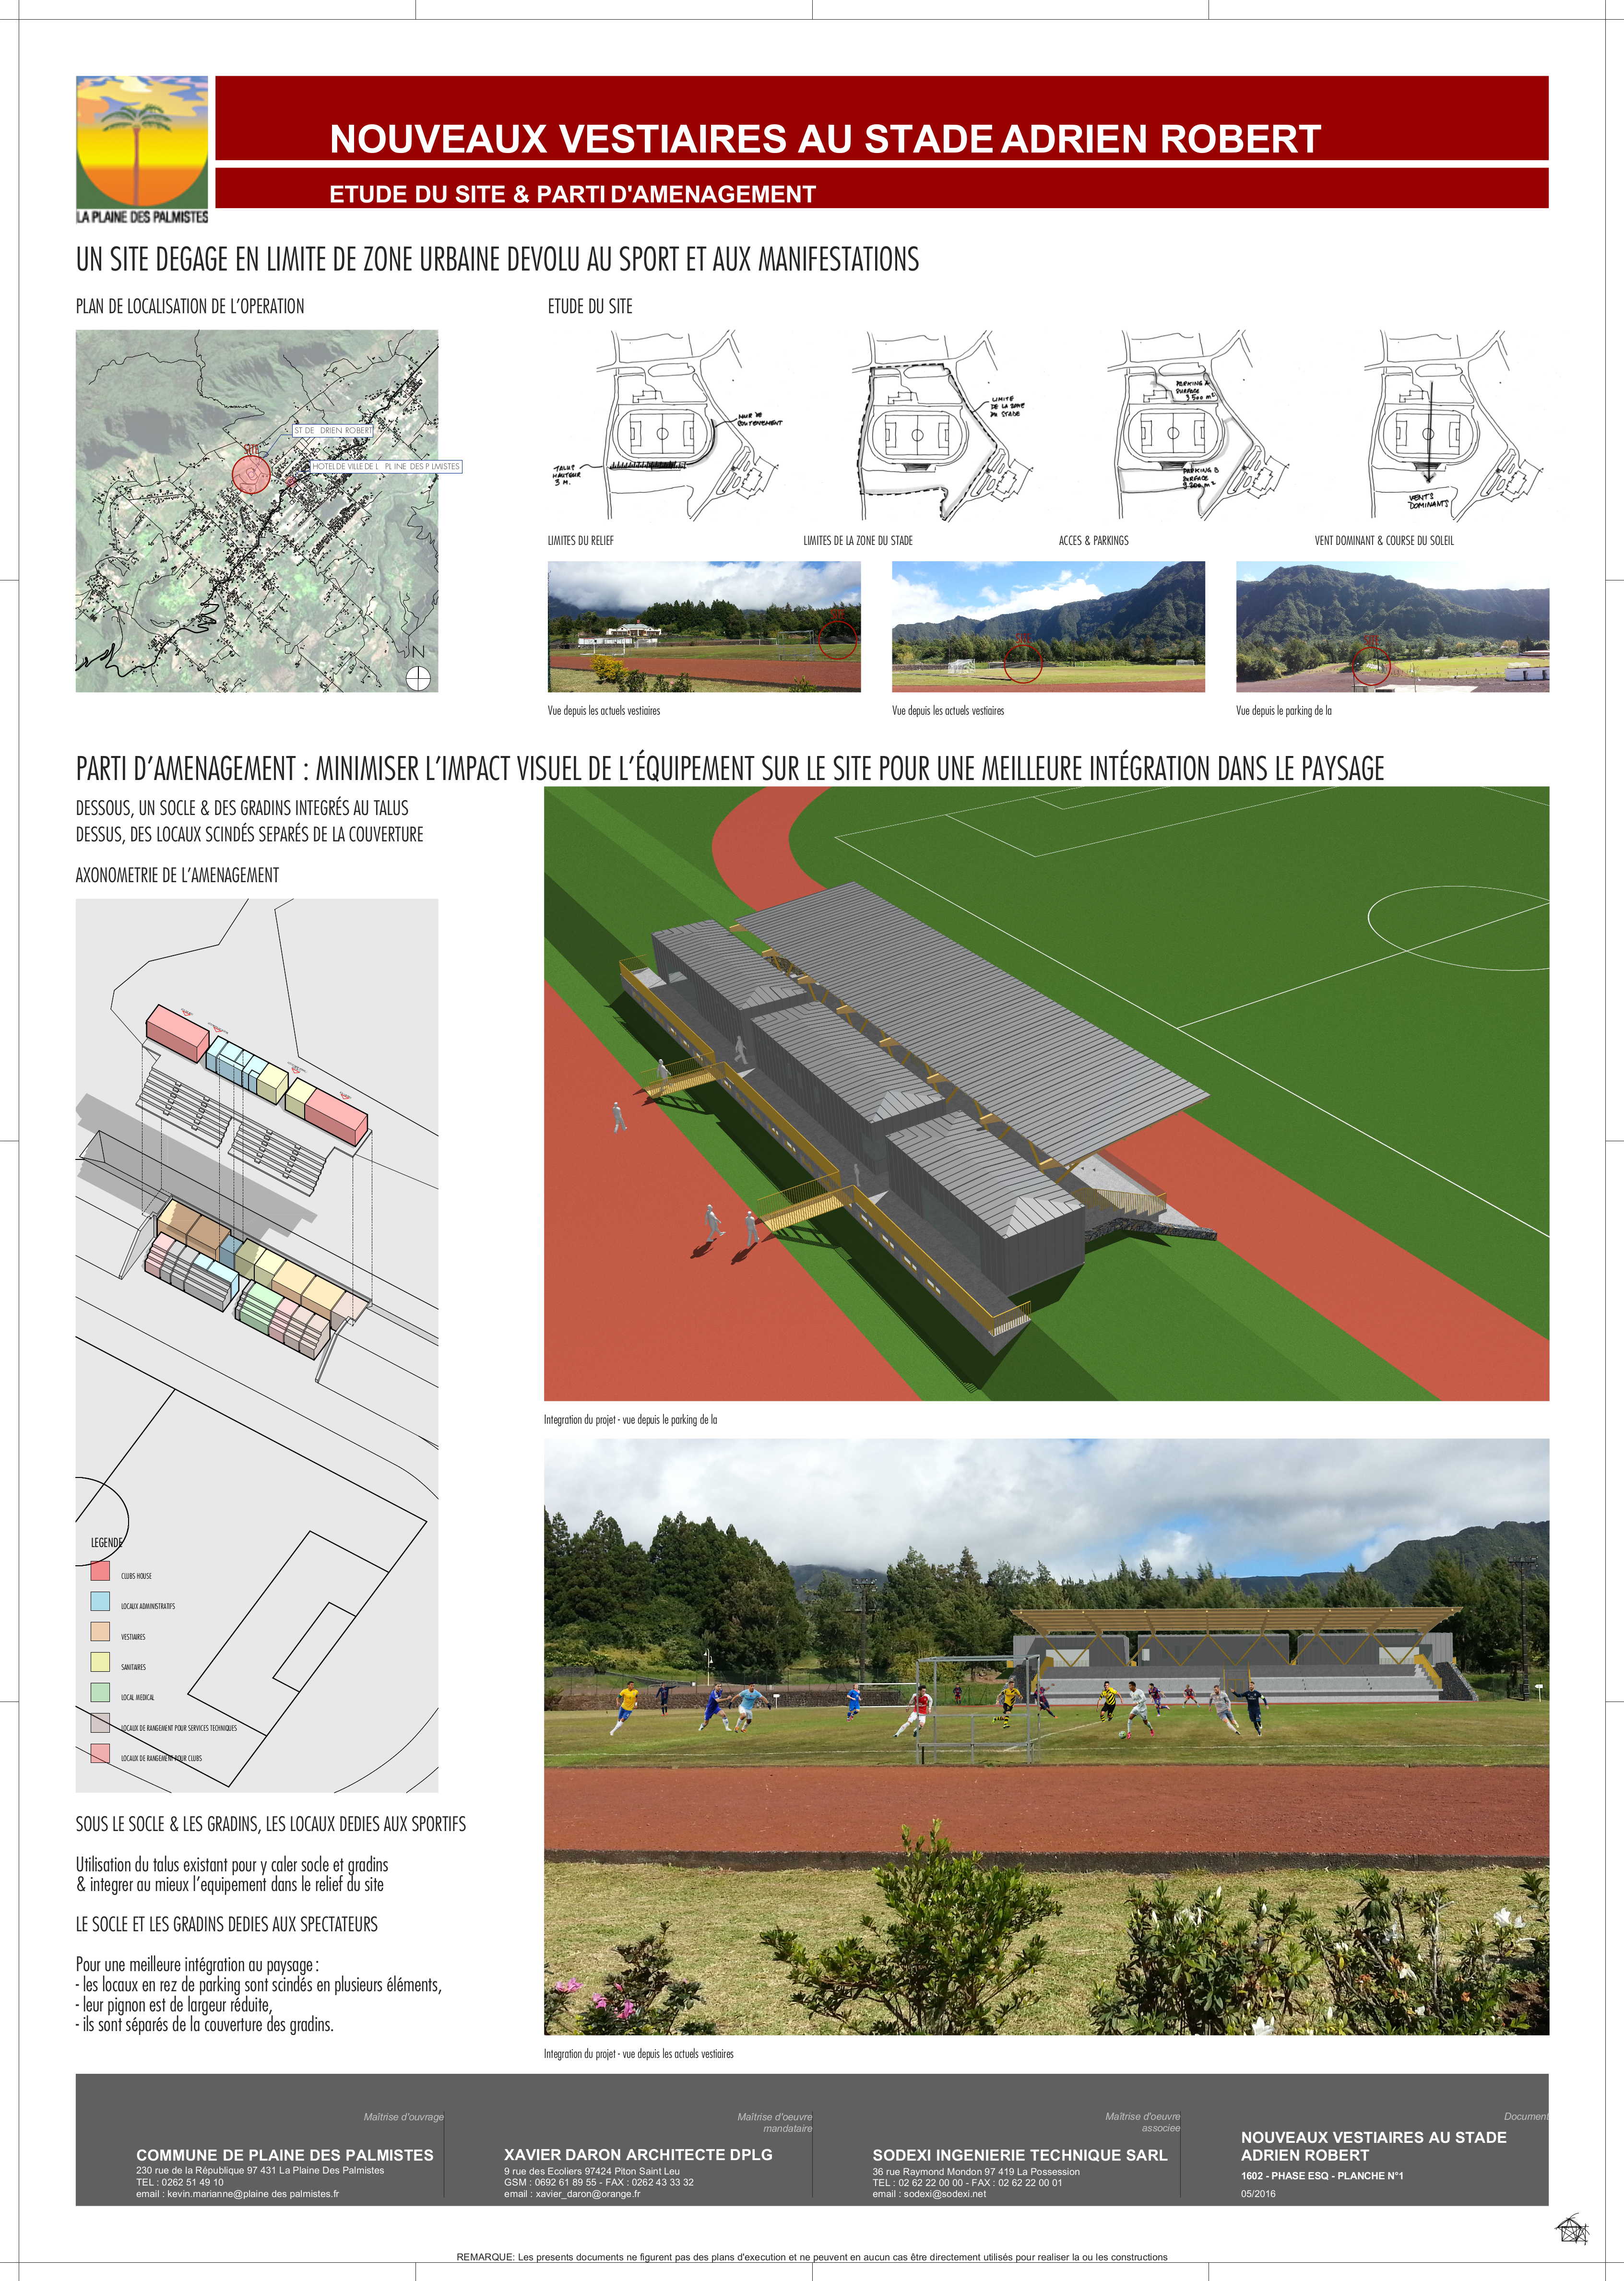 LA PLAINE DES PALMISTES
NOUVEAUX VESTIAIRES AU STADE ADRIEN ROBERT
ETUDE DU SITE & PARTI D'AMENAGEMENT
UN SITE DEGAGE EN LIMITE DE ZONE URBAINE DEVOLU AU SPORT ET AUX MANIFESTATIONS
PLAN DE LOCALISATION DE L'OPERATION
ST DE DRIEN ROBERT
SITE
HOTEL DE VILLE DE L PL INE DES P LMISTES
N
ETUDE DU SITE
MUR DE
SOUTENEMENT
TALUS
HAUTEUR
3 M.
LIMITES DU RELIEF
LIMITE
DE LA ZONE
DU STADE
LIMITES DE LA ZONE DU STADE
PARKING A
SURFACE
3 500 m²
PARKING B
SURFACE
ACCES & PARKINGS
VENTS
DOMINANTS
VENT DOMINANT & COURSE DU SOLEIL
SITE
Vue depuis les actuels vestiaires
SITE
Vue depuis les actuels vestiaires
SITE
Vue depuis le parking de la
PARTI D'AMENAGEMENT : MINIMISER L'IMPACT VISUEL DE L'ÉQUIPEMENT SUR LE SITE POUR UNE MEILLEURE INTÉGRATION DANS LE PAYSAGE
DESSOUS, UN SOCLE & DES GRADINS INTEGRÉS AU TALUS
DESSUS, DES LOCAUX SCINDÉS SEPARÉS DE LA COUVERTURE
AXONOMETRIE DE L'AMENAGEMENT
LEGENDE
CLUBS HOUSE
LOCAUX ADMINISTRATIFS
VESTIAIRES
SANITAIRES
LOCAL MEDICAL
LOCAUX DE RANGEMENT POUR SERVICES TECHNIQUES
LOCAUX DE RANGEMENT POUR CLUBS
Integration du projet - vue depuis le parking de la
SOUS LE SOCLE & LES GRADINS, LES LOCAUX DEDIES AUX SPORTIFS
Utilisation du talus existant pour y caler socle et gradins
& integrer au mieux l'equipement dans le relief du site
LE SOCLE ET LES GRADINS DEDIES AUX SPECTATEURS
Pour une meilleure intégration au paysage :
- les locaux en rez de parking sont scindés en plusieurs éléments,
- leur pignon est de largeur réduite,
- ils sont séparés de la couverture des gradins.
Integration du projet - vue depuis les actuels vestiaires
Maîtrise d'ouvrage
COMMUNE DE PLAINE DES PALMISTES
230 rue de la République 97 431 La Plaine Des Palmistes
TEL : 0262 51 49 10
email : kevin.marianne@plaine des palmistes.fr
Maîtrise d'oeuvre
mandataire
XAVIER DARON ARCHITECTE DPLG
9 rue des Ecoliers 97424 Piton Saint Leu
GSM : 0692 61 89 55 - FAX : 0262 43 33 32
email : xavier_daron@orange.fr
Maîtrise d'oeuvre
associee
SODEXI INGENIERIE TECHNIQUE SARL
36 rue Raymond Mondon 97 419 La Possession
TEL : 02 62 22 00 00 - FAX : 02 62 22 00 01
email : sodexi@sodexi.net
Document
NOUVEAUX VESTIAIRES AU STADE
ADRIEN ROBERT
1602 - PHASE ESQ - PLANCHE N°1
05/2016
REMARQUE: Les presents documents ne figurent pas des plans d'execution et ne peuvent en aucun cas être directement utilisés pour realiser la ou les constructions